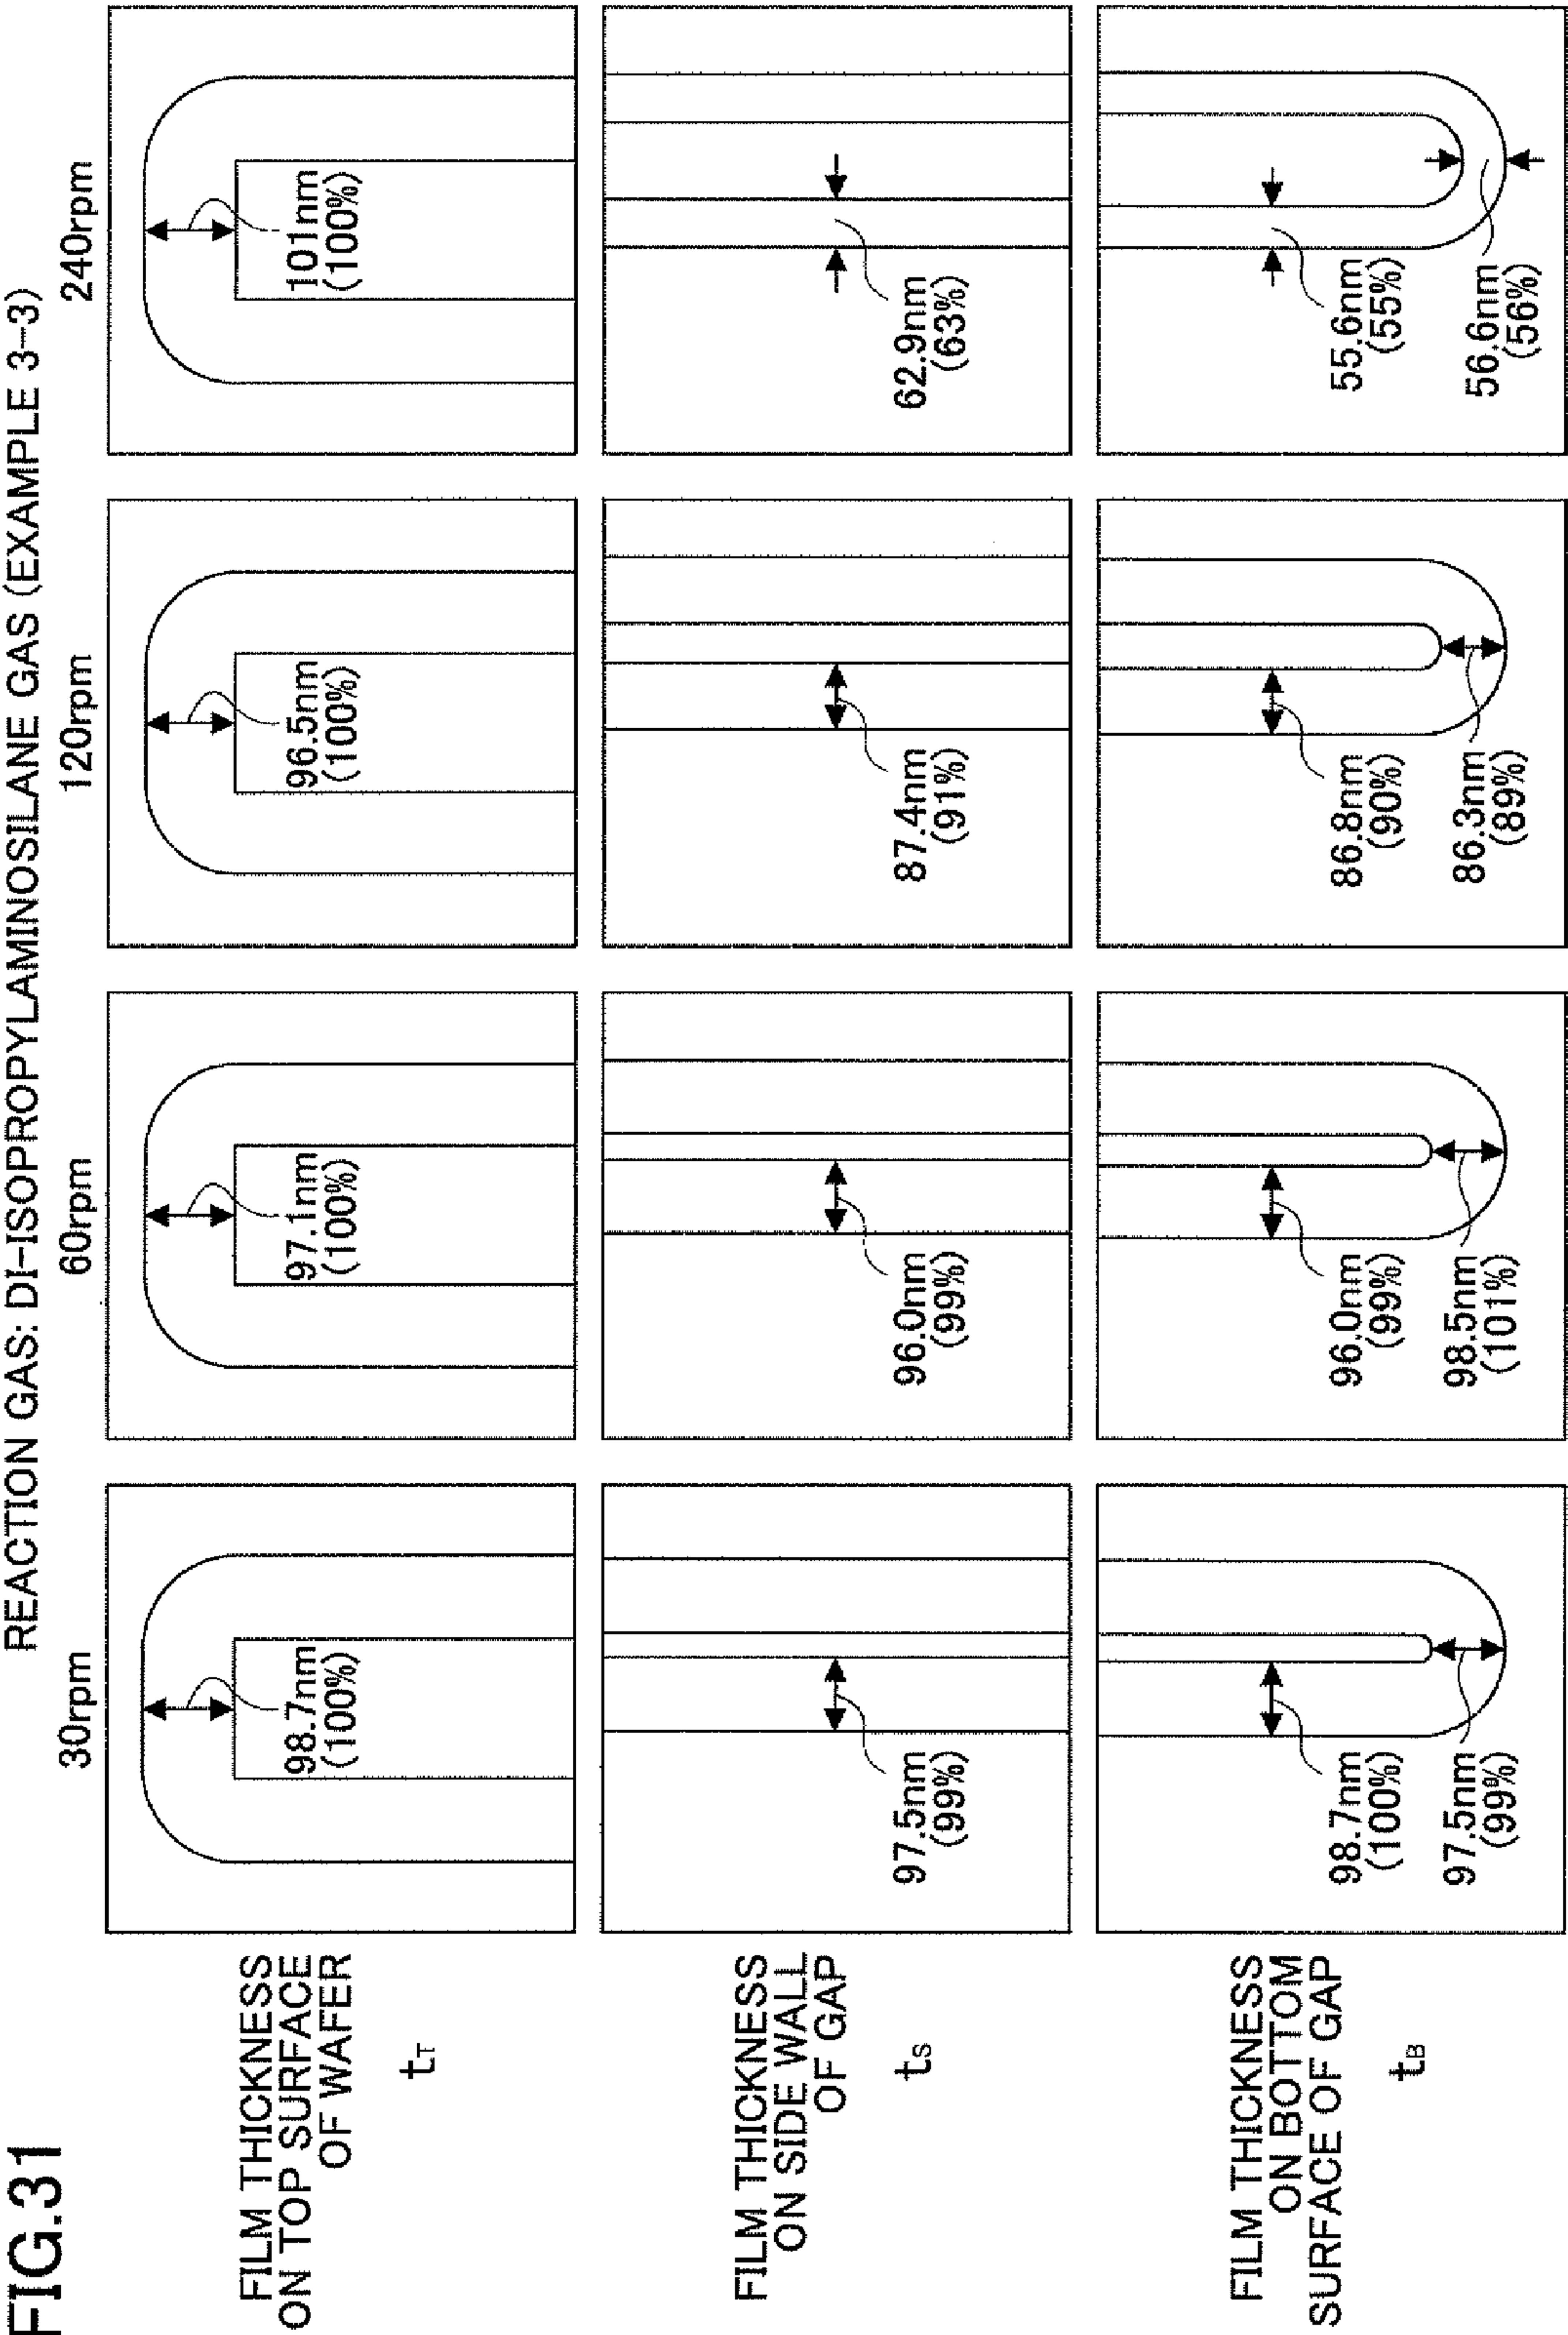 FIG.31
REACTION GAS: DI-ISOPROPYLAMINOSILANE GAS (EXAMPLE 3-3)
30rpm
60rpm
120rpm
240rpm
FILM THICKNESS
ON TOP SURFACE
OF WAFER
tT
98.7nm
(100%)
97.1nm
(100%)
96.5nm
(100%)
101nm
(100%)
FILM THICKNESS
ON SIDE WALL
OF GAP
tS
97.5nm
(99%)
96.0nm
(99%)
87.4nm
(91%)
62.9nm
(63%)
FILM THICKNESS
ON BOTTOM
SURFACE OF GAP
tB
98.7nm
(100%)
97.5nm
(99%)
96.0nm
(99%)
98.5nm
(101%)
86.8nm
(90%)
86.3nm
(89%)
55.6nm
(55%)
56.6nm
(56%)